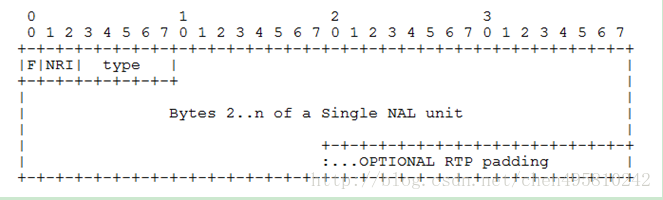 0 1 2 3
0 1 2 3 4 5 6 7 0 1 2 3 4 5 6 7 0 1 2 3 4 5 6 7 0 1 2 3 4 5 6 7
+-+-+-+-+-+-+-+-+-+-+-+-+-+-+-+-+-+-+-+-+-+-+-+-+-+-+-+-+-+-+-+-+
|F|NRI| type | |
+-+-+-+-+-+-+-+-+ |
| |
| Bytes 2..n of a Single NAL unit |
| |
| +-+-+-+-+-+-+-+-+-+-+-+-+-+-+-+-+
| :...OPTIONAL RTP padding |
+-+-+-+-+-+-+-+-+-+-+-+-+-+-+-+-+-+-+-+-+-+-+-+-+-+-+-+-+-+-+-+-+